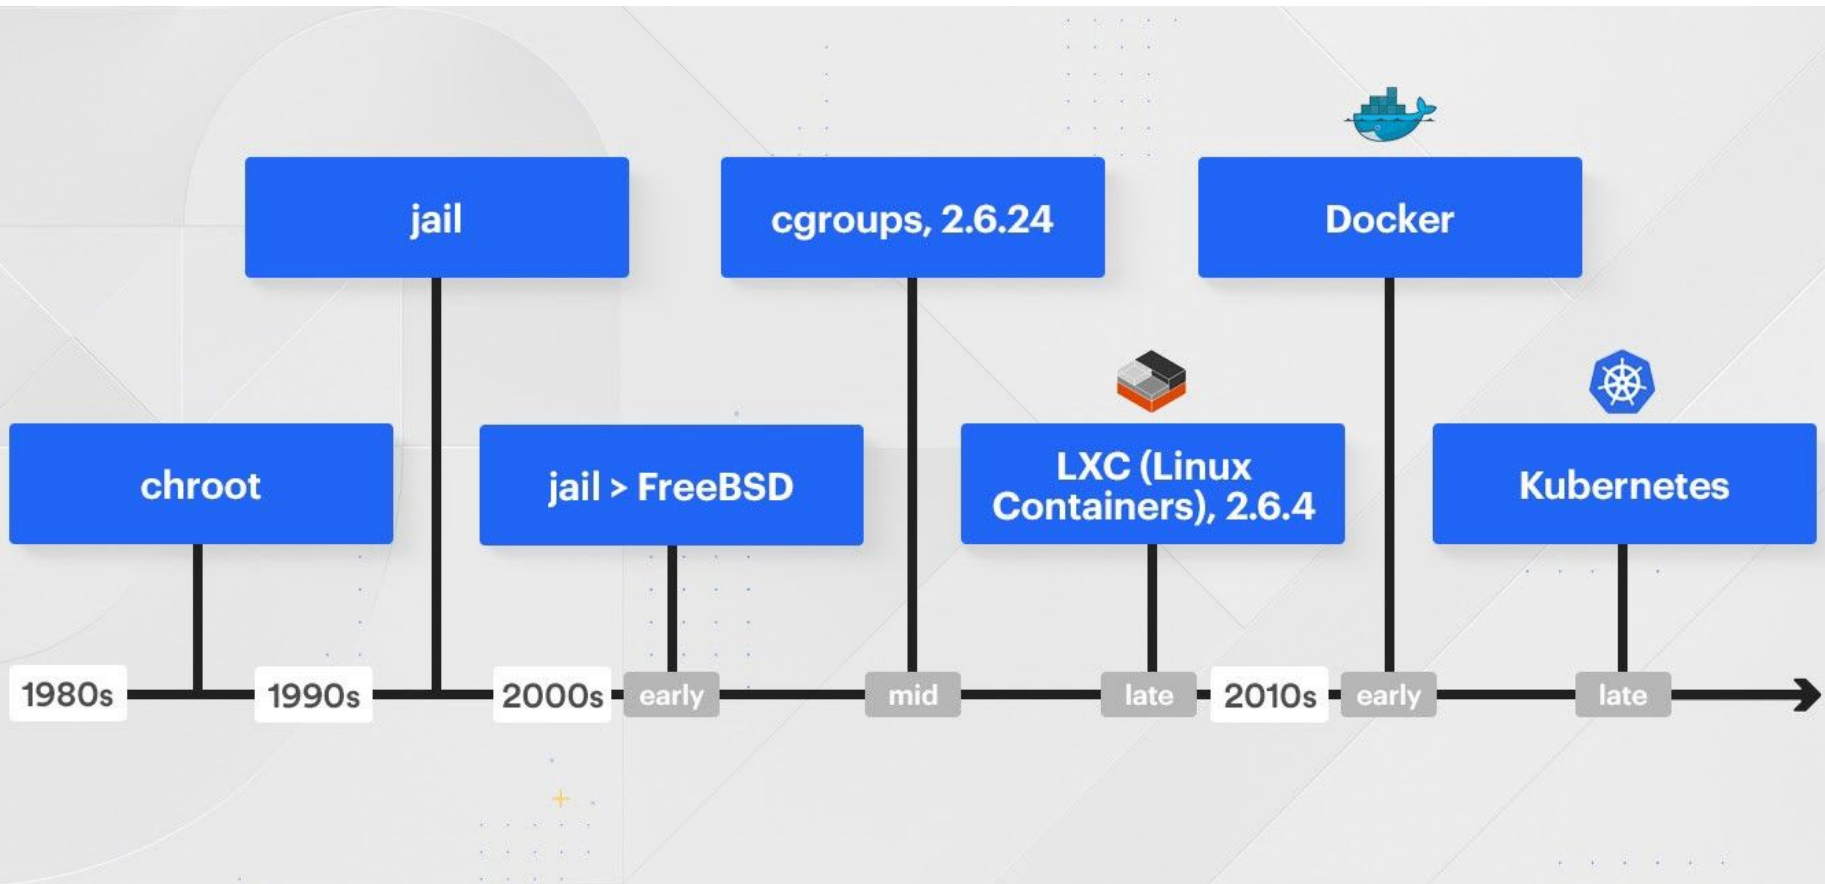 jail
cgroups, 2.6.24
Docker
chroot
jail > FreeBSD
LXC (Linux
Containers), 2.6.4
Kubernetes
1980s
1990s
2000s
early
mid
late
2010s
early
late